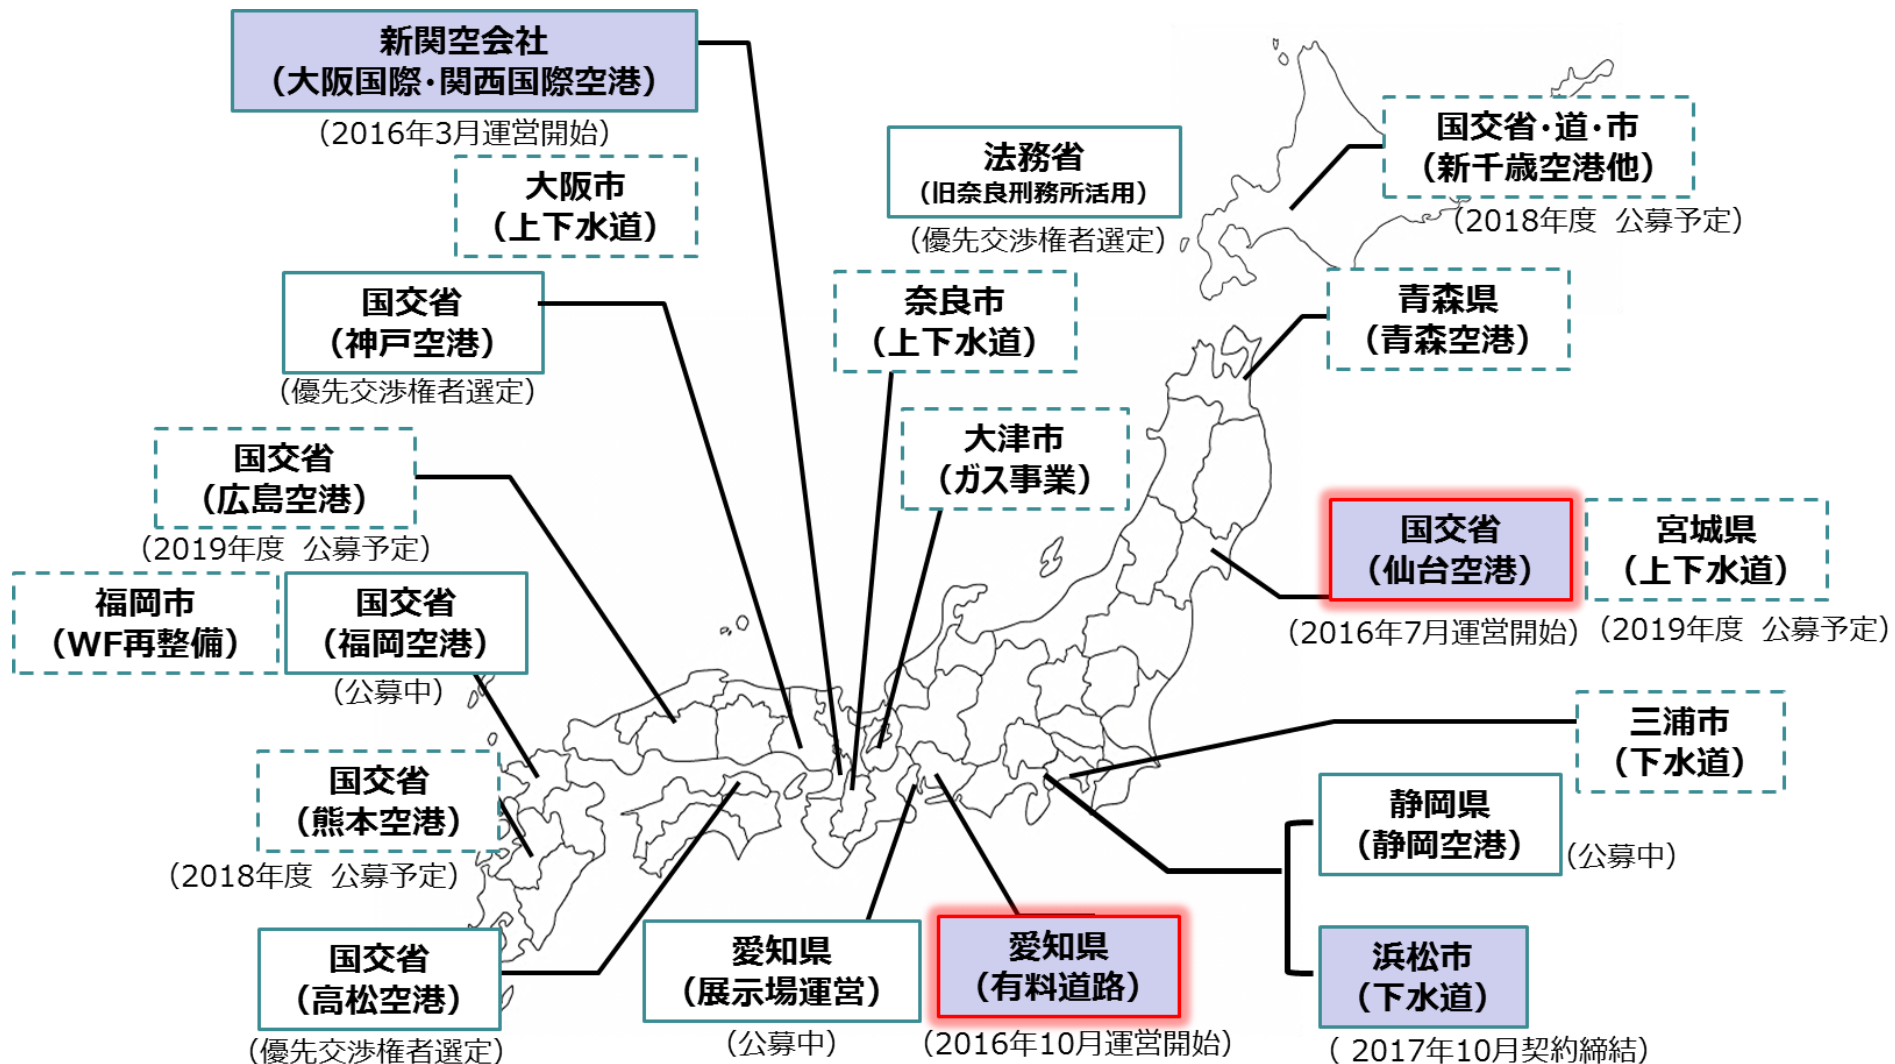 新関空会社
（大阪国際・関西国際空港）
（2016年3月運営開始）
大阪市
（上下水道）
国交省
（神戸空港）
（優先交渉権者選定）
国交省
（広島空港）
（2019年度 公募予定）
福岡市
（WF再整備）
国交省
（福岡空港）
（公募中）
国交省
（熊本空港）
（2018年度 公募予定）
国交省
（高松空港）
（優先交渉権者選定）
法務省
（旧奈良刑務所活用）
（優先交渉権者選定）
奈良市
（上下水道）
大津市
（ガス事業）
国交省・道・市
（新千歳空港他）
（2018年度 公募予定）
青森県
（青森空港）
国交省
（仙台空港）
（2016年7月運営開始）
宮城県
（上下水道）
（2019年度 公募予定）
三浦市
（下水道）
静岡県
（静岡空港）
（公募中）
浜松市
（下水道）
（ 2017年10月契約締結）
愛知県
（展示場運営）
（公募中）
愛知県
（有料道路）
（2016年10月運営開始）